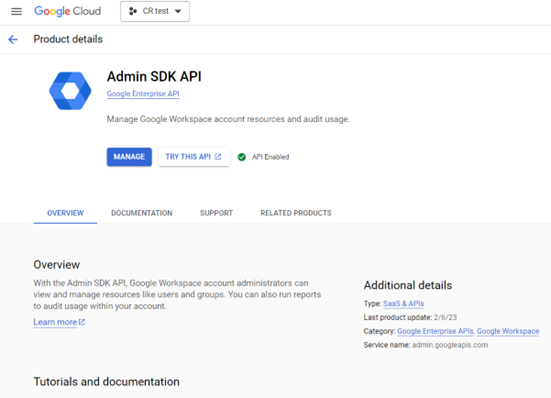 Google Cloud
CR test
Product details
Admin SDK API
Google Enterprise API
Manage Google Workspace account resources and audit usage.
MANAGE
TRY THIS API
API Enabled
OVERVIEW
DOCUMENTATION
SUPPORT
RELATED PRODUCTS
Overview
With the Admin SDK API, Google Workspace account administrators can
view and manage resources like users and groups. You can also run reports
to audit usage within your account.
Learn more
Additional details
Type: SaaS & APIs
Last product update: 2/6/23
Category: Google Enterprise APIs, Google Workspace
Service name: admin.googleapis.com
Tutorials and documentation